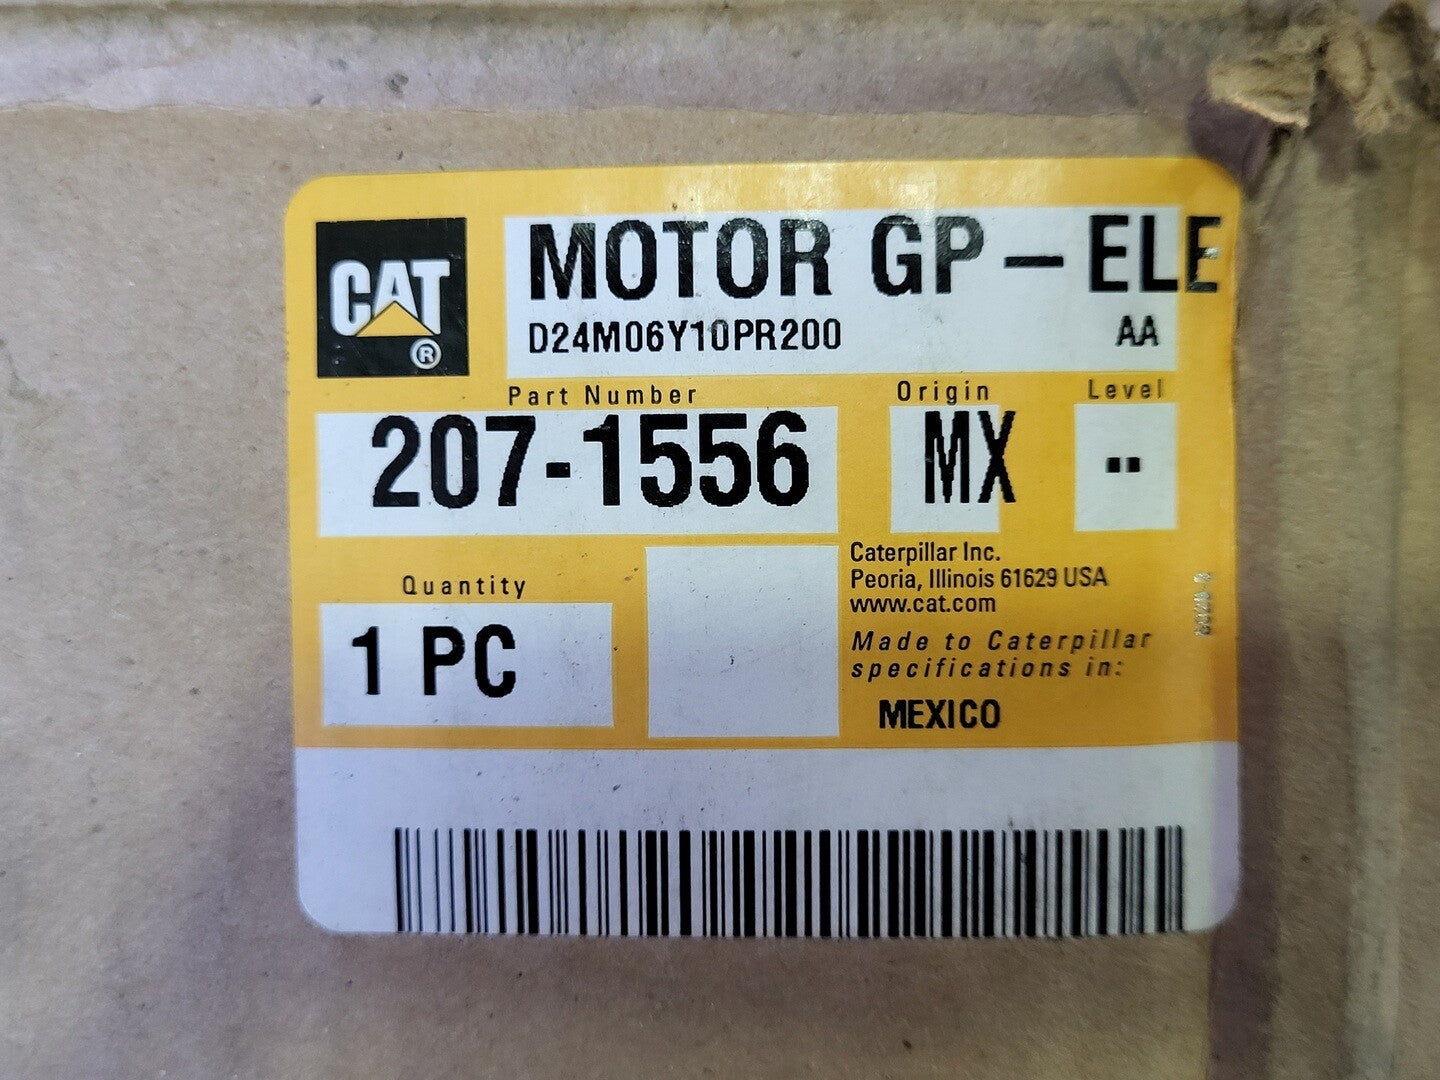 CAT
®
MOTOR GP-ELE
D24M06Y10PR200 AA
Part Number Origin Level
207-1556 MX --
Quantity
1 PC
Caterpillar Inc.
Peoria, Illinois 61629 USA
www.cat.com
Made to Caterpillar
specifications in:
MEXICO